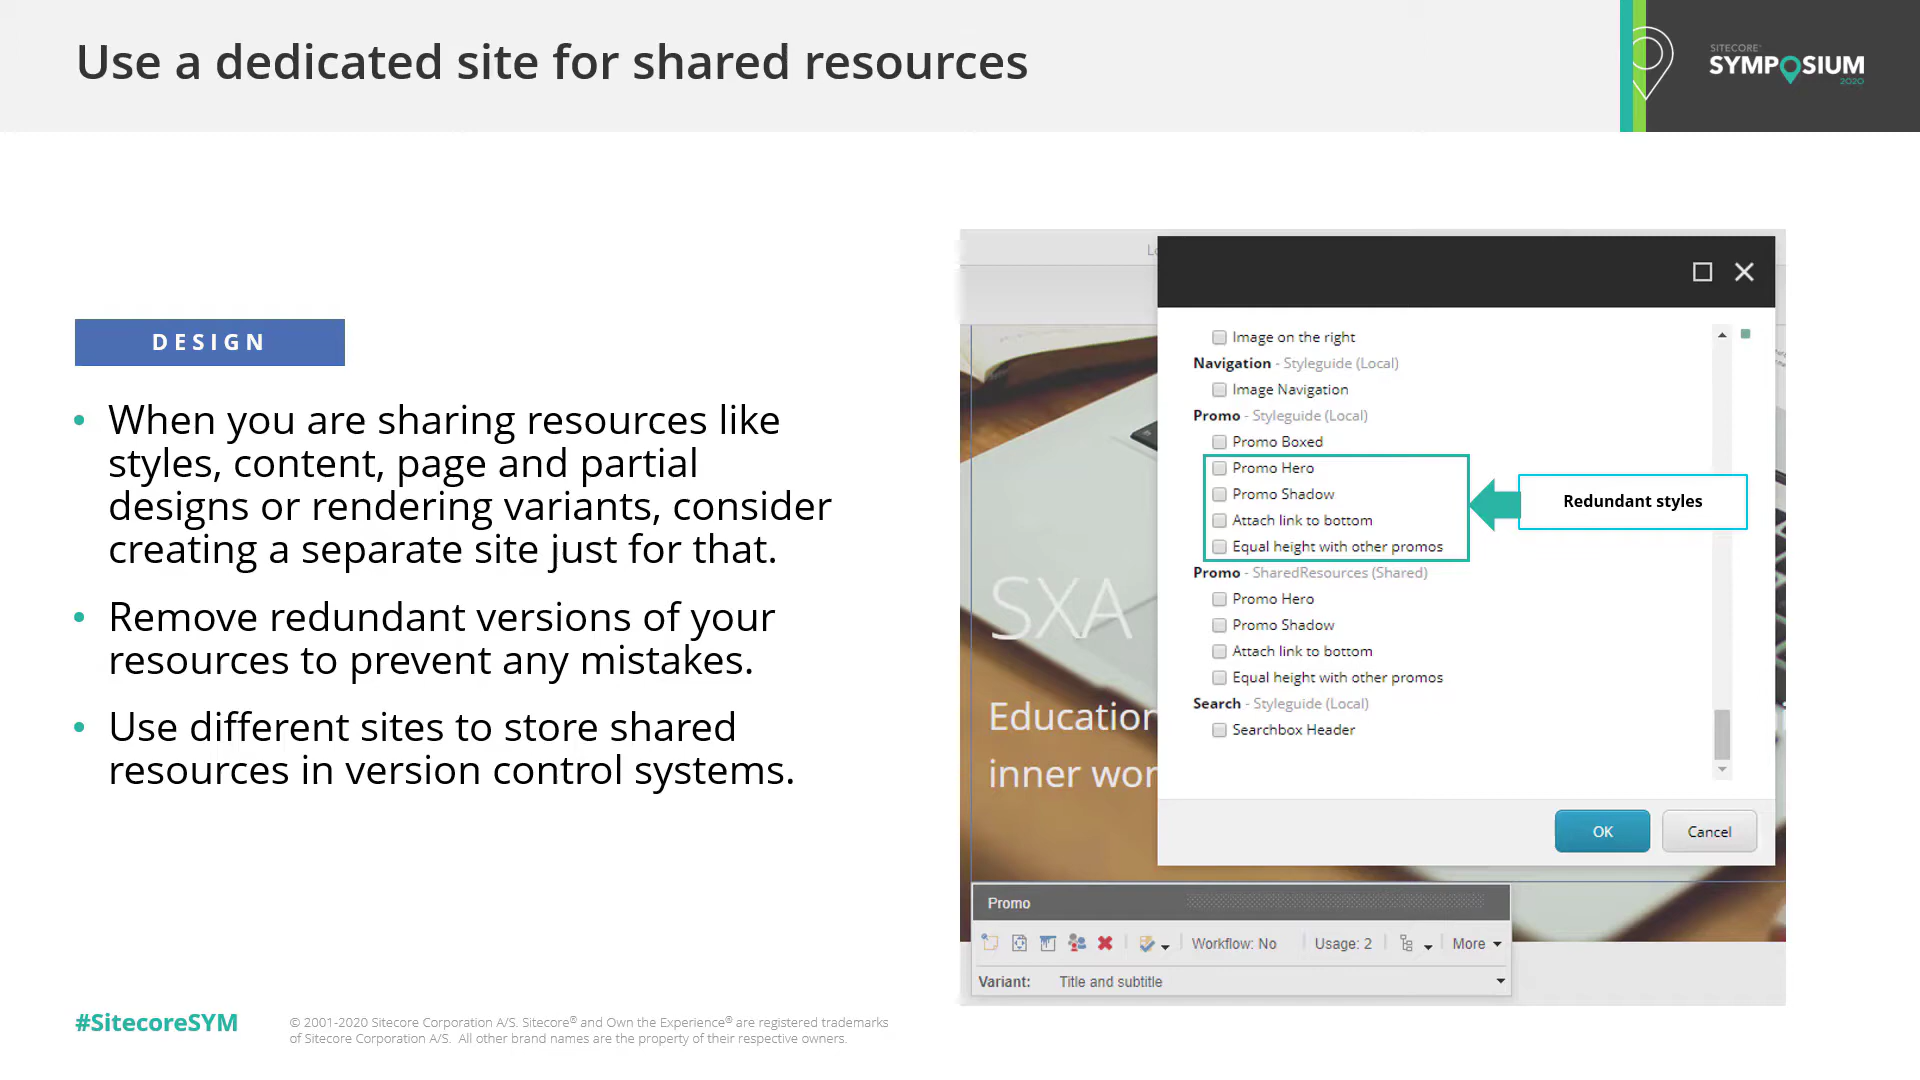 Use a dedicated site for shared resources
SITECORE
SYMPOSIUM
2020
DESIGN
• When you are sharing resources like
styles, content, page and partial
designs or rendering variants, consider
creating a separate site just for that.
• Remove redundant versions of your
resources to prevent any mistakes.
• Use different sites to store shared
resources in version control systems.
Image on the right
Navigation - Styleguide (Local)
Image Navigation
Promo - Styleguide (Local)
Promo Boxed
Promo Hero
Promo Shadow
Attach link to bottom
Equal height with other promos
Redundant styles
Promo - SharedResources (Shared)
Promo Hero
Promo Shadow
Attach link to bottom
Equal height with other promos
Search - Styleguide (Local)
Searchbox Header
OK
Cancel
SXA
Education
inner wor
Promo
Workflow: No
Usage: 2
More
Variant:
Title and subtitle
#SitecoreSYM
© 2001-2020 Sitecore Corporation A/S. Sitecore® and Own the Experience® are registered trademarks
of Sitecore Corporation A/S. All other brand names are the property of their respective owners.